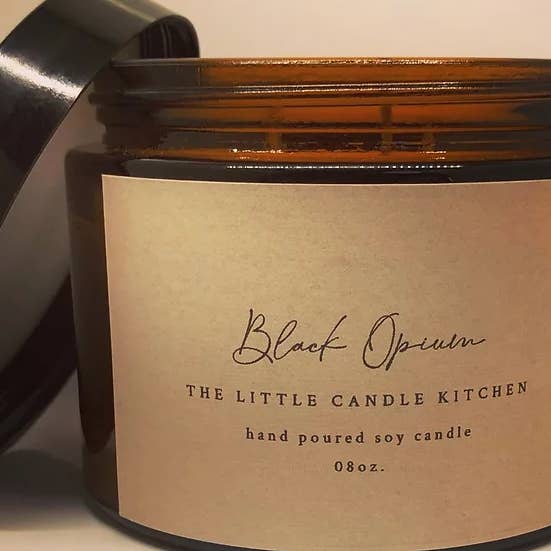 Black Opium
THE LITTLE CANDLE KITCHEN
hand poured soy candle
08oz.